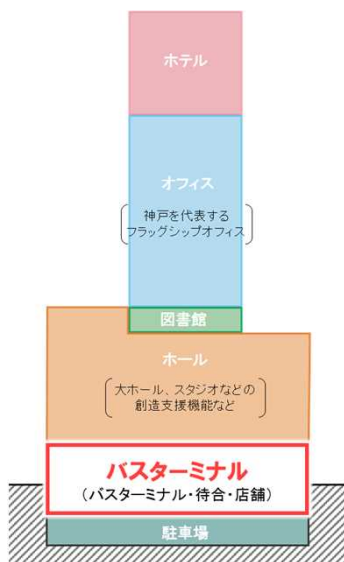 ホテル
オフィス
神戸を代表する
フラッグシップオフィス
図書館
ホール
大ホール、スタジオなどの
創造支援機能など
バスターミナル
（バスターミナル・待合・店舗）
駐車場